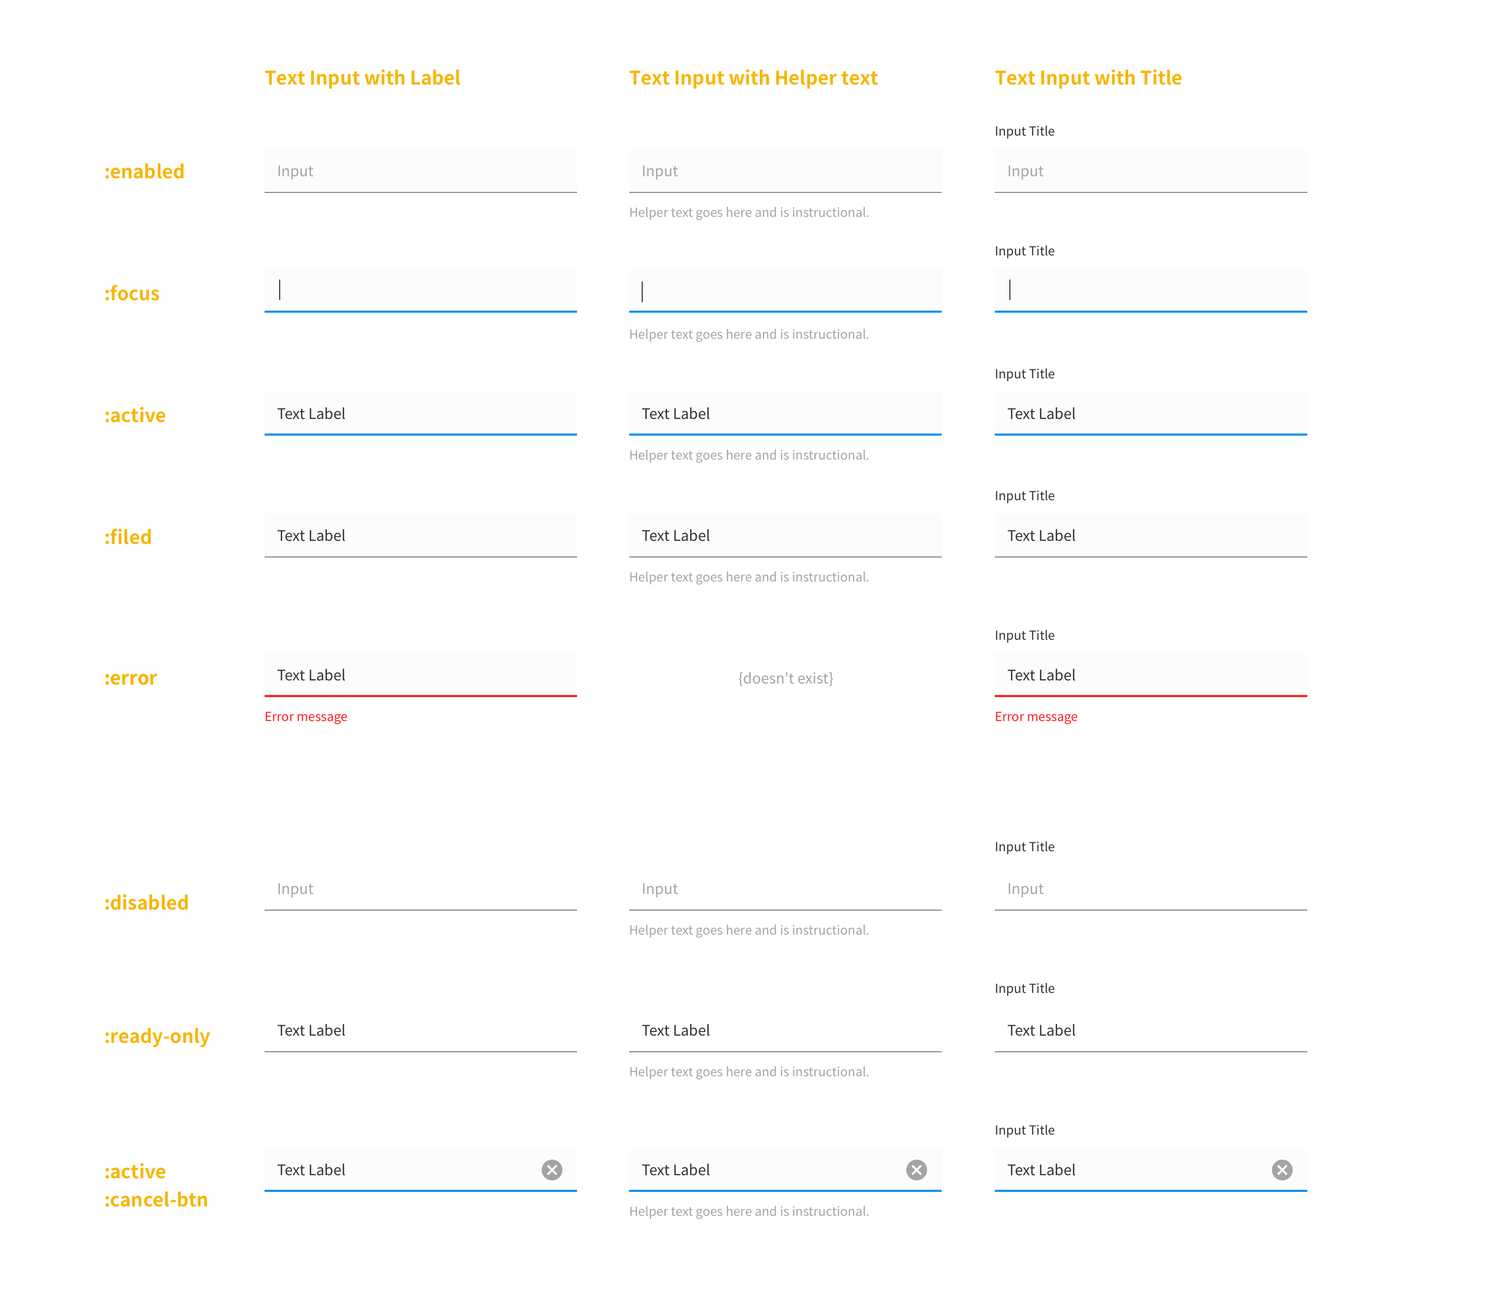 Text Input with Label
Text Input with Helper text
Text Input with Title
Input Title
:enabled
Input
Input
Input
Helper text goes here and is instructional.
Input Title
:focus
Helper text goes here and is instructional.
Input Title
:active
Text Label
Text Label
Text Label
Helper text goes here and is instructional.
Input Title
:filed
Text Label
Text Label
Text Label
Helper text goes here and is instructional.
Input Title
:error
Text Label
{doesn't exist}
Text Label
Error message
Error message
Input Title
:disabled
Input
Input
Input
Helper text goes here and is instructional.
Input Title
:ready-only
Text Label
Text Label
Text Label
Helper text goes here and is instructional.
Input Title
:active
Text Label
Text Label
Text Label
:cancel-btn
Helper text goes here and is instructional.